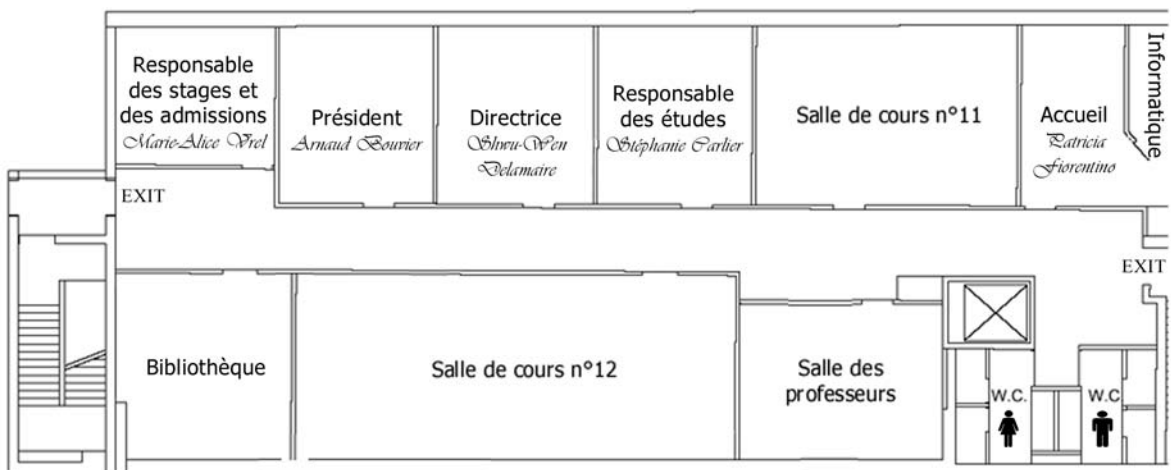 Responsable
des stages et
des admissions
Marie-Alice Vrel
Président
Arnaud Bouvier
Directrice
Shwu-Wen
Delamaire
Responsable
des études
Stéphanie Carlier
Salle de cours n°11
Accueil
Patricia
Fiorentino
Informatique
EXIT
EXIT
Bibliothèque
Salle de cours n°12
Salle des
professeurs
W.C.
W.C